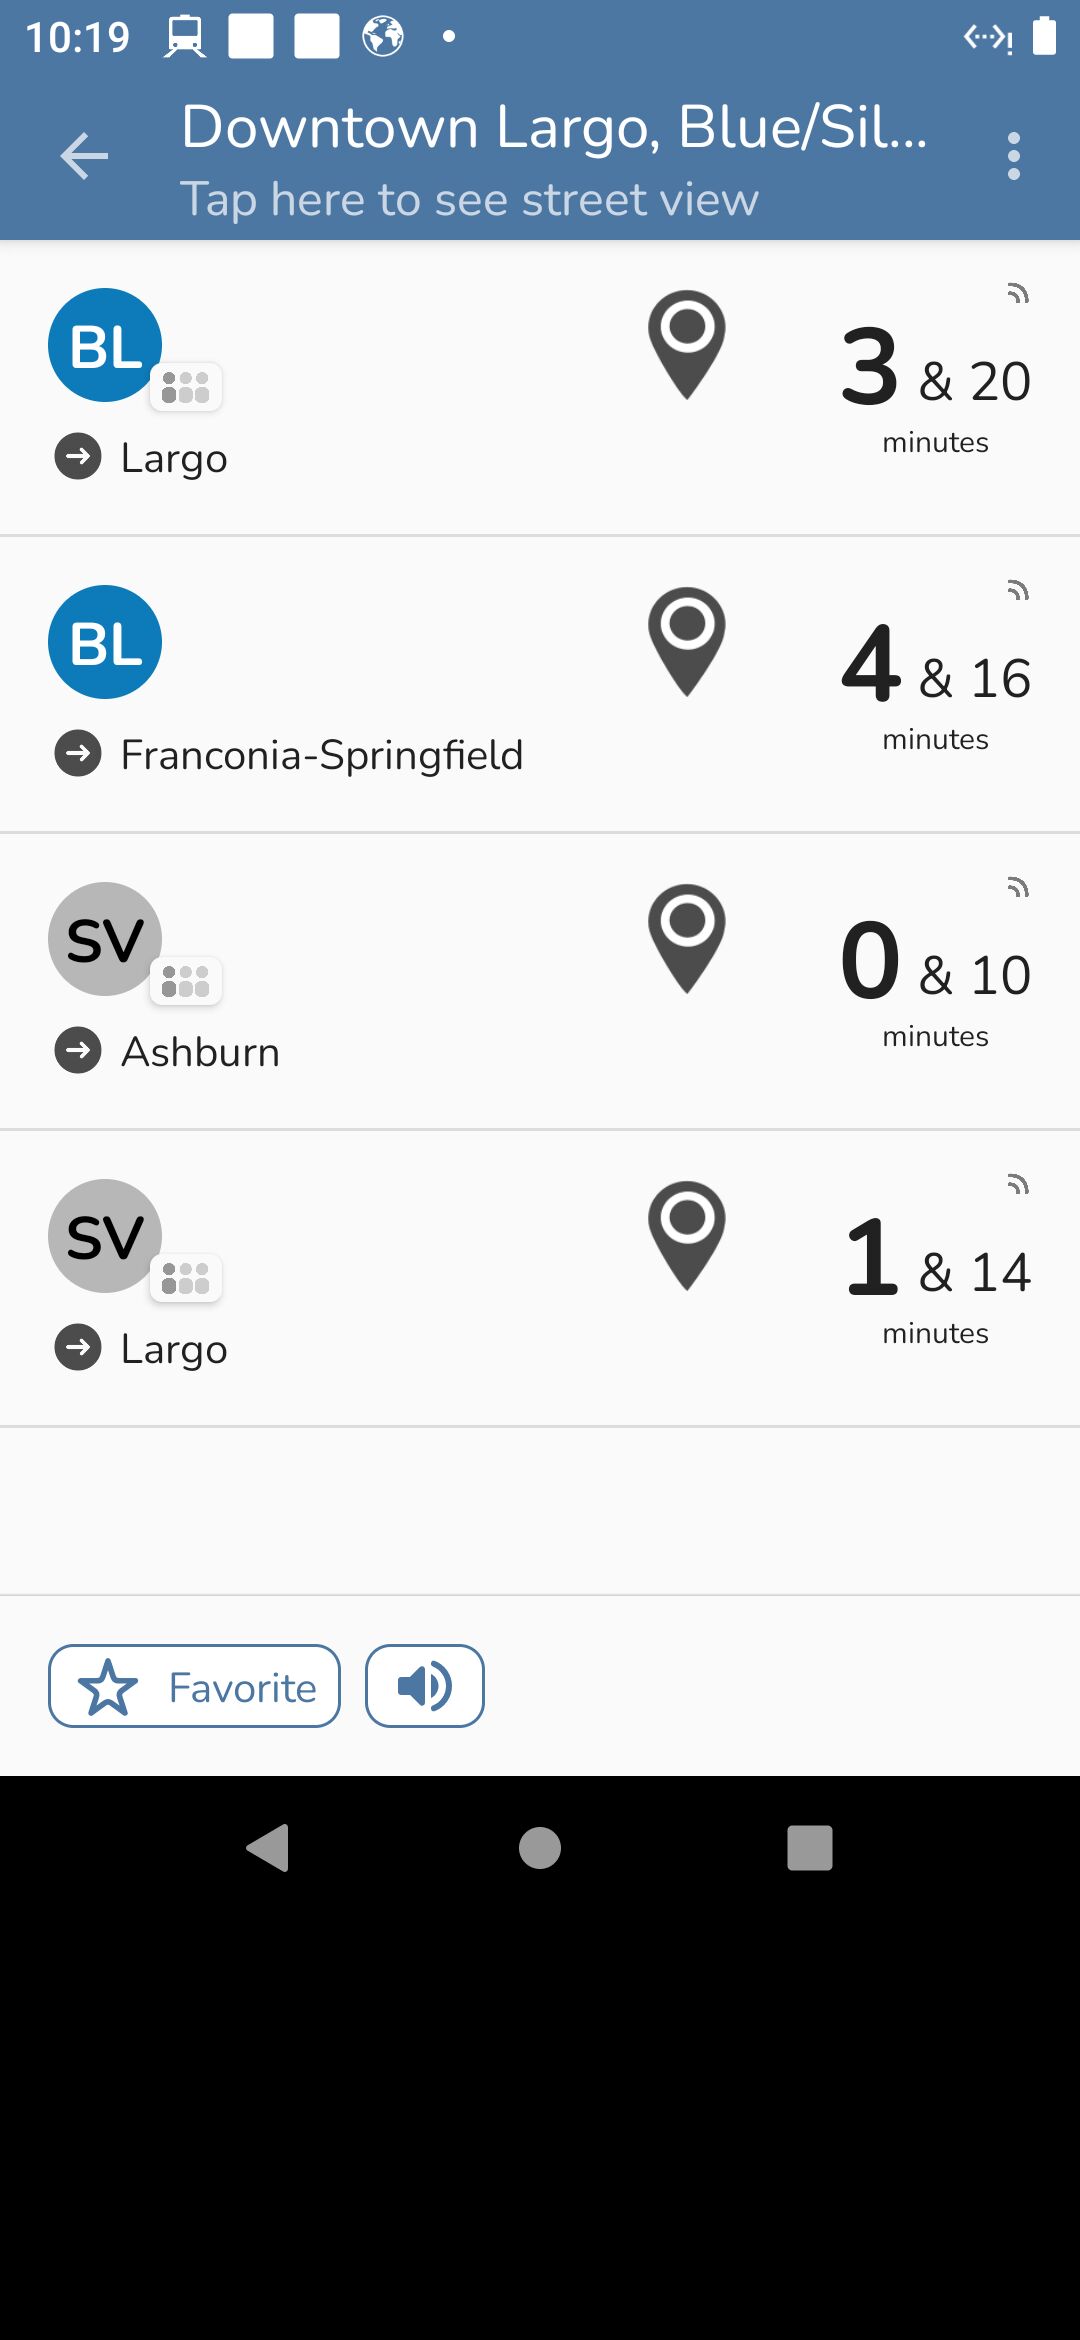 10:19
Downtown Largo, Blue/Sil...
Tap here to see street view
BL
3 & 20
minutes
Largo
BL
4 & 16
minutes
Franconia-Springfield
SV
0 & 10
minutes
Ashburn
SV
1 & 14
minutes
Largo
Favorite